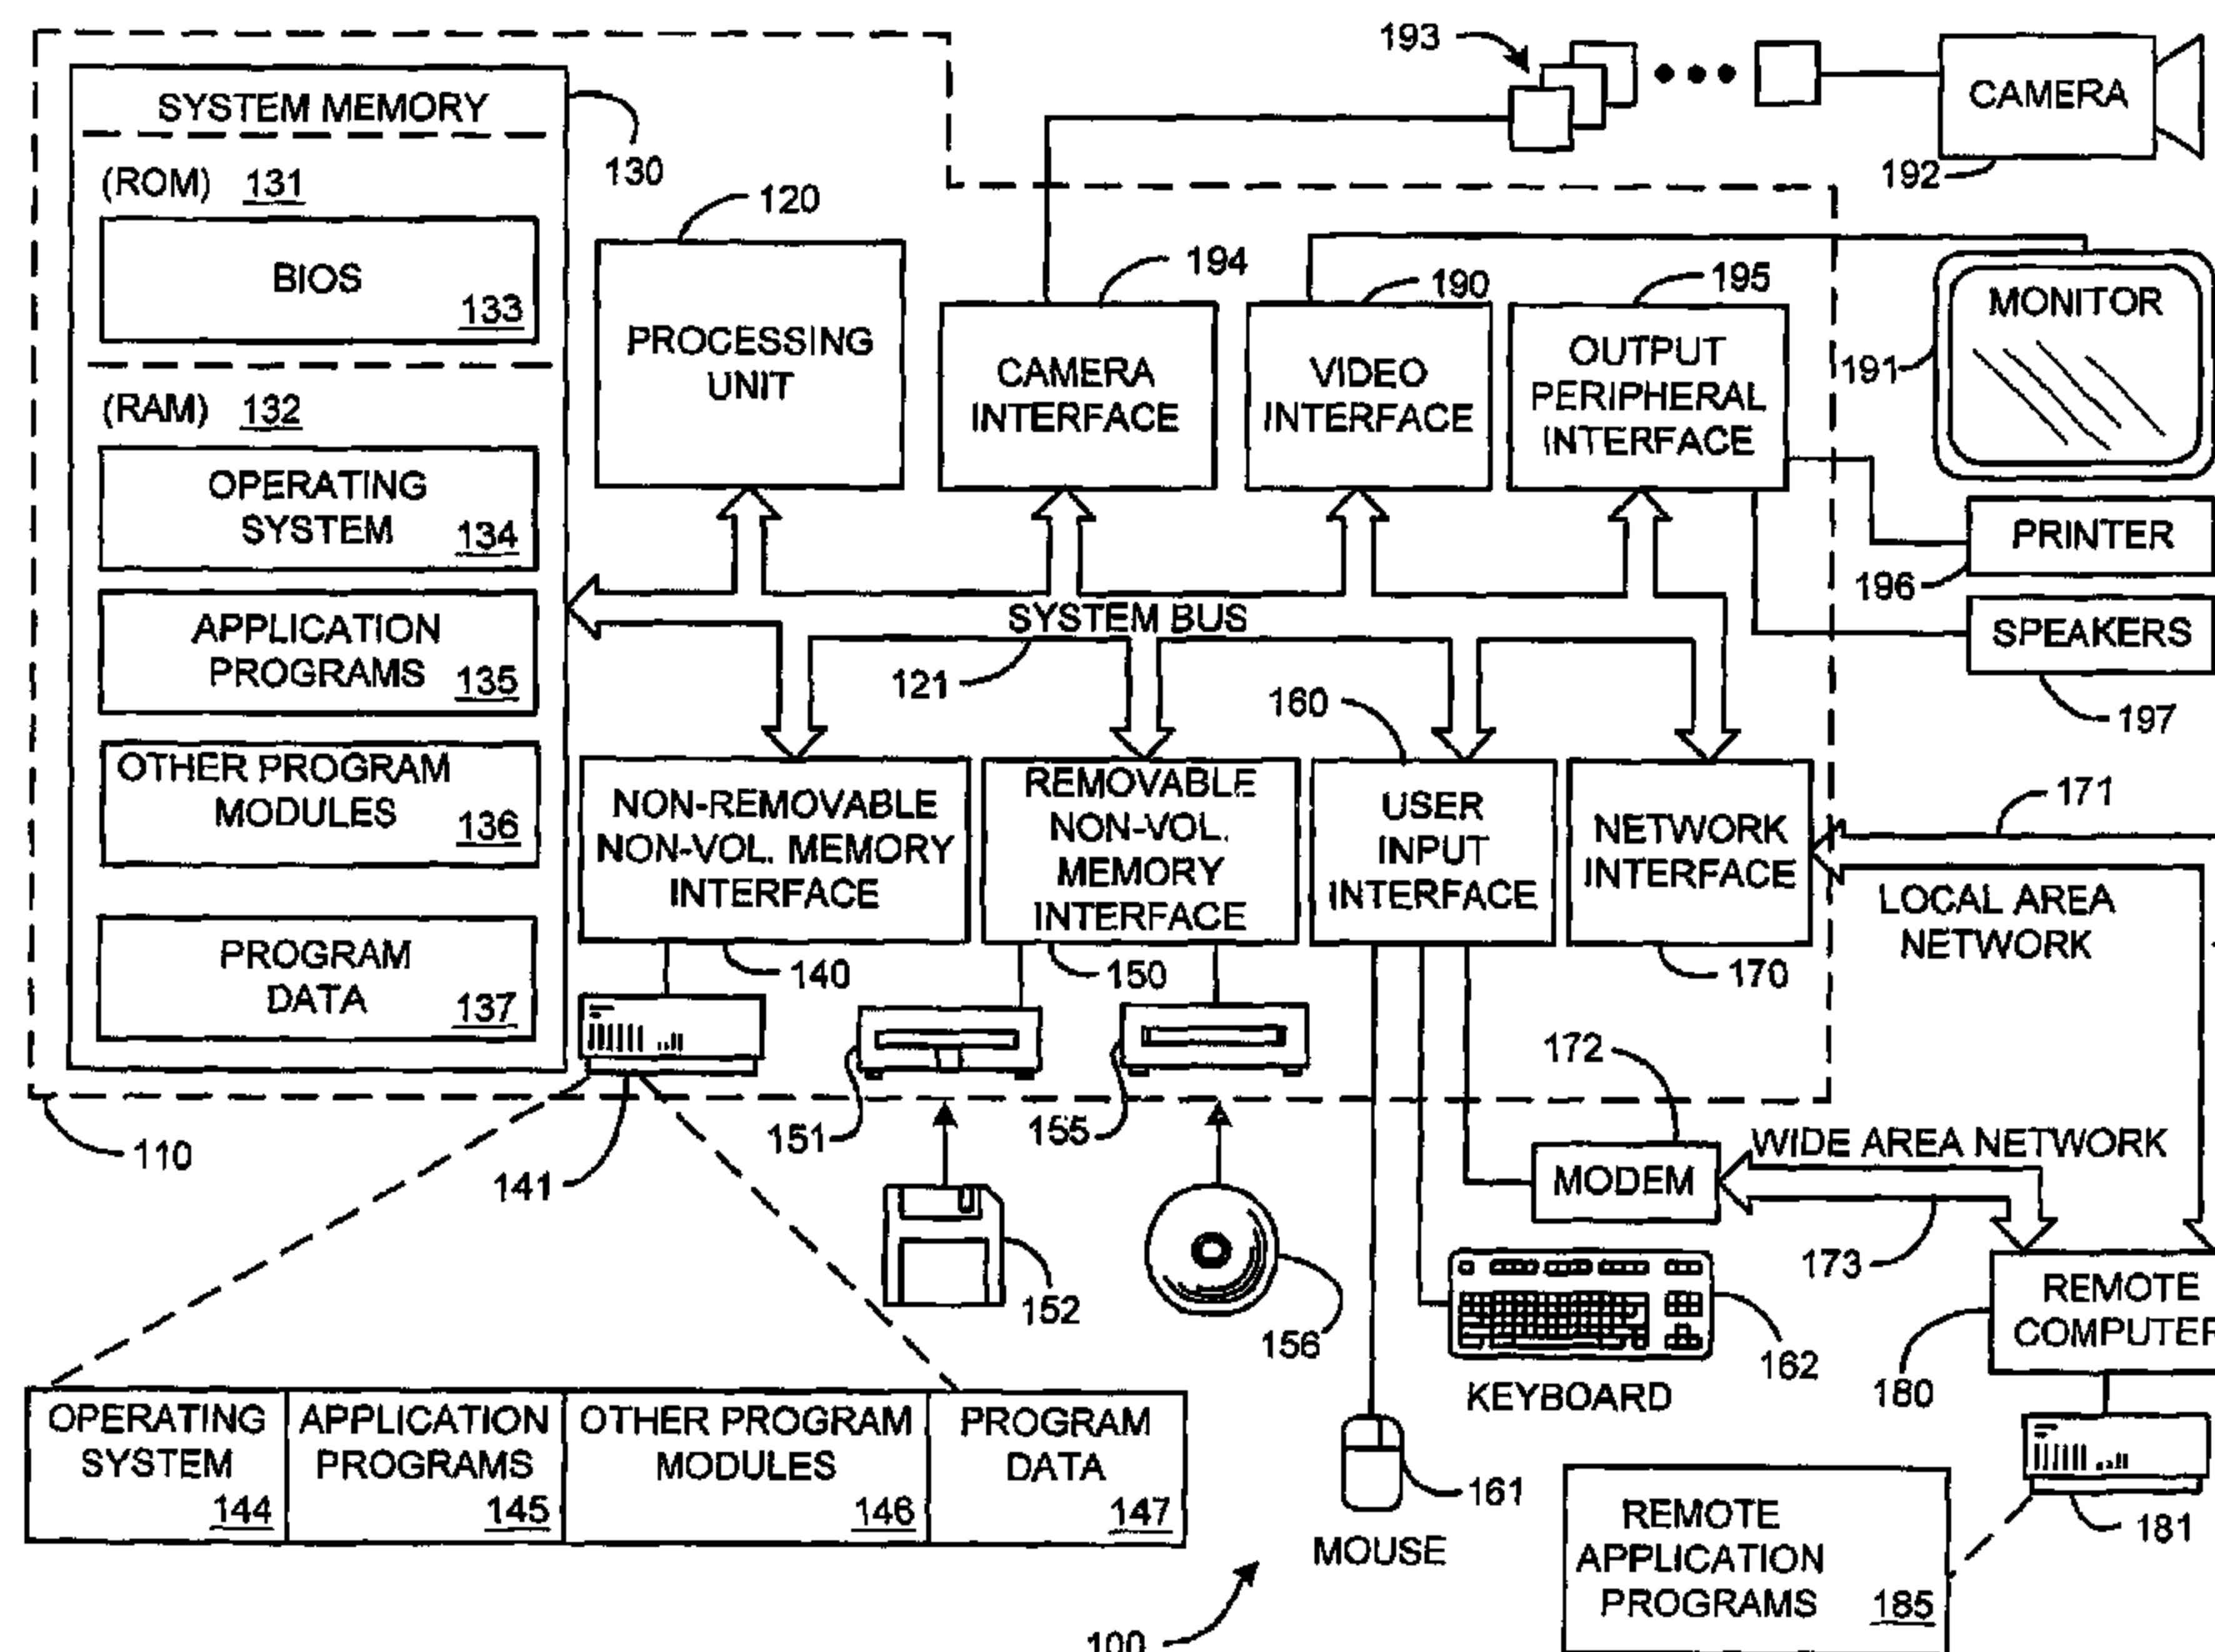 193
CAMERA
192
SYSTEM MEMORY
130
(ROM) 131
BIOS
133
(RAM) 132
OPERATING
SYSTEM 134
APPLICATION
PROGRAMS 135
OTHER PROGRAM
MODULES 136
PROGRAM
DATA 137
120
PROCESSING
UNIT
194
CAMERA
INTERFACE
190
VIDEO
INTERFACE
195
OUTPUT
PERIPHERAL
INTERFACE
MONITOR
191
PRINTER
196
SPEAKERS
197
SYSTEM BUS
121
NON-REMOVABLE
NON-VOL. MEMORY
INTERFACE
140
REMOVABLE
NON-VOL.
MEMORY
INTERFACE
150
160
USER
INPUT
INTERFACE
NETWORK
INTERFACE
170
171
LOCAL AREA
NETWORK
110
141
151
155
152
156
172
MODEM
WIDE AREA NETWORK
173
162
KEYBOARD
161
MOUSE
REMOTE
COMPUTER
180
181
OPERATING
SYSTEM
144
APPLICATION
PROGRAMS
145
OTHER PROGRAM
MODULES
146
PROGRAM
DATA
147
REMOTE
APPLICATION
PROGRAMS 185
100